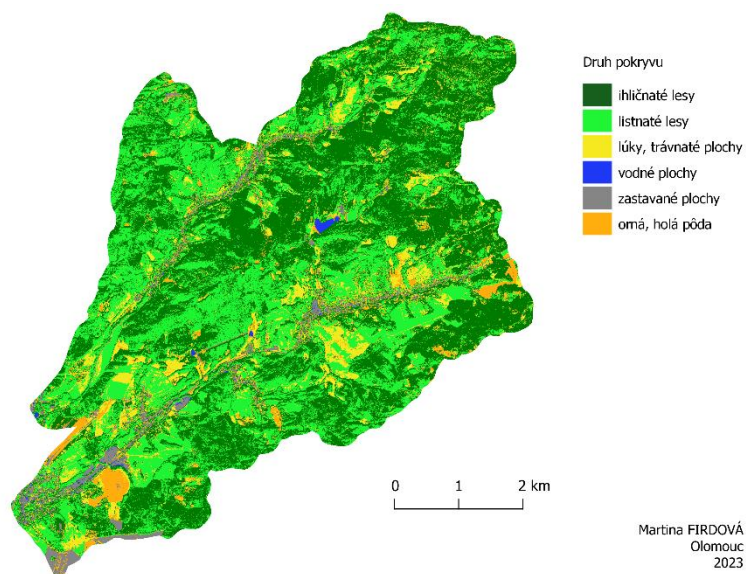 Druh pokryvu
ihličnaté lesy
listnaté lesy
lúky, trávnaté plochy
vodné plochy
zastavané plochy
orná, holá pôda
0 1 2 km
Martina FIRDOVÁ
Olomouc
2023